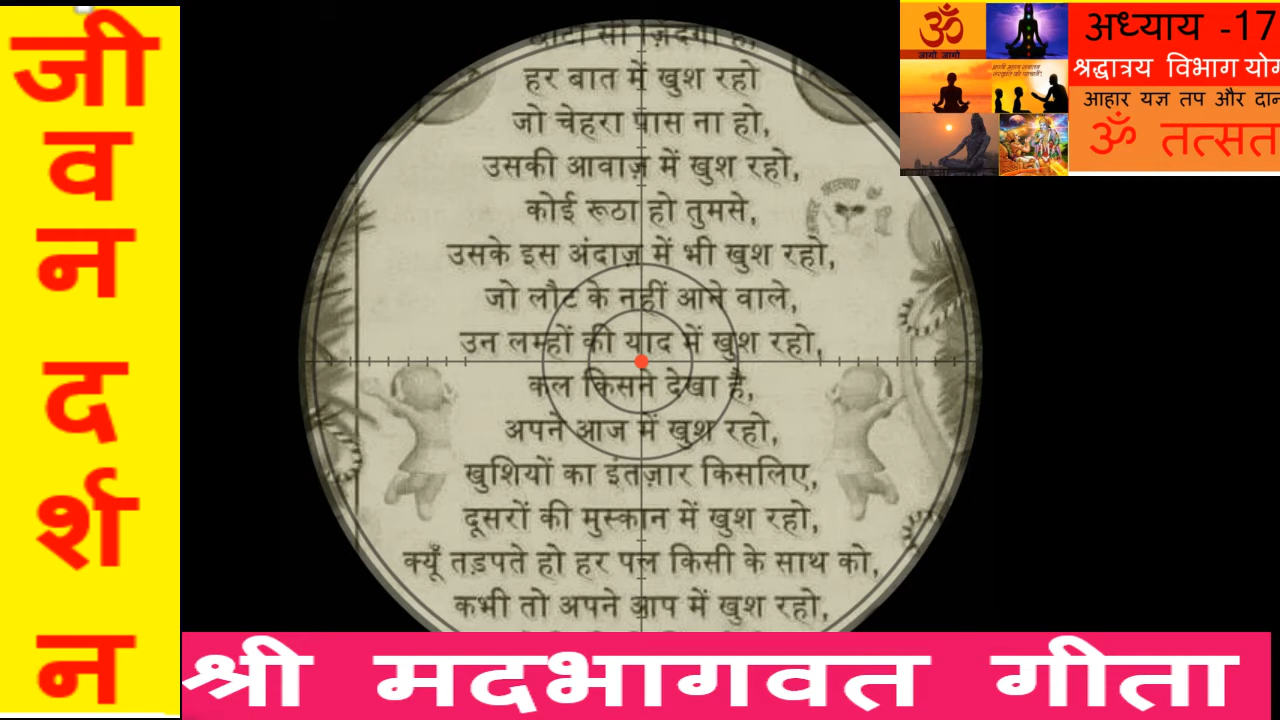 जीवन दर्शन
छोटी सी ज़िंदगी है,
हर बात में खुश रहो
जो चेहरा पास ना हो,
उसकी आवाज़ में खुश रहो,
कोई रूठा हो तुमसे,
उसके इस अंदाज़ में भी खुश रहो,
जो लौट के नहीं आने वाले,
उन लम्हों की याद में खुश रहो,
कल किसने देखा है,
अपने आज में खुश रहो,
खुशियों का इंतज़ार किसलिए,
दूसरों की मुस्कान में खुश रहो,
क्यूँ तड़पते हो हर पल किसी के साथ को,
कभी तो अपने आप में खुश रहो,
ॐ
जागो जागो
अध्याय -17
श्रद्धात्रय विभाग योग
आहार यज्ञ तप और दान
ॐ तत्सत
श्री मदभागवत गीता